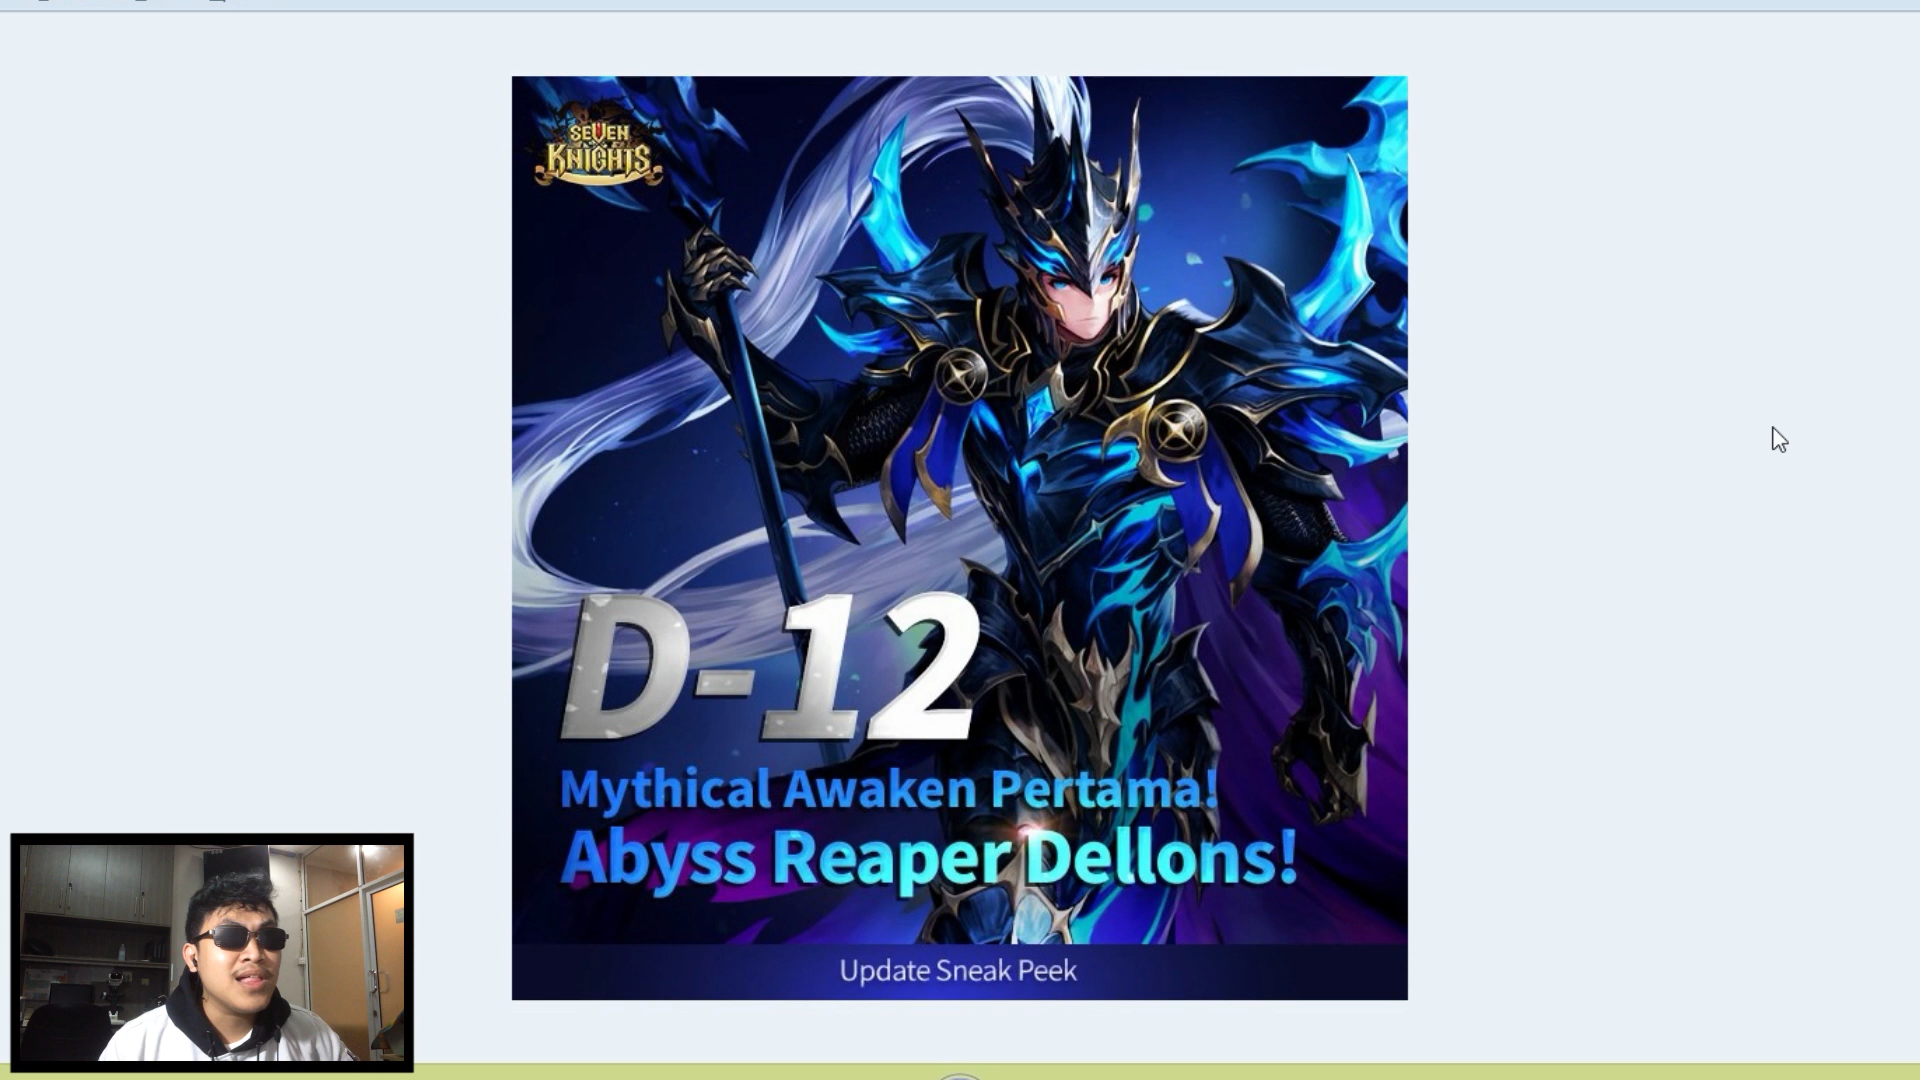 SEVEN
KNIGHTS
D-12
Mythical Awaken Pertama!
Abyss Reaper Dellons!
Update Sneak Peek